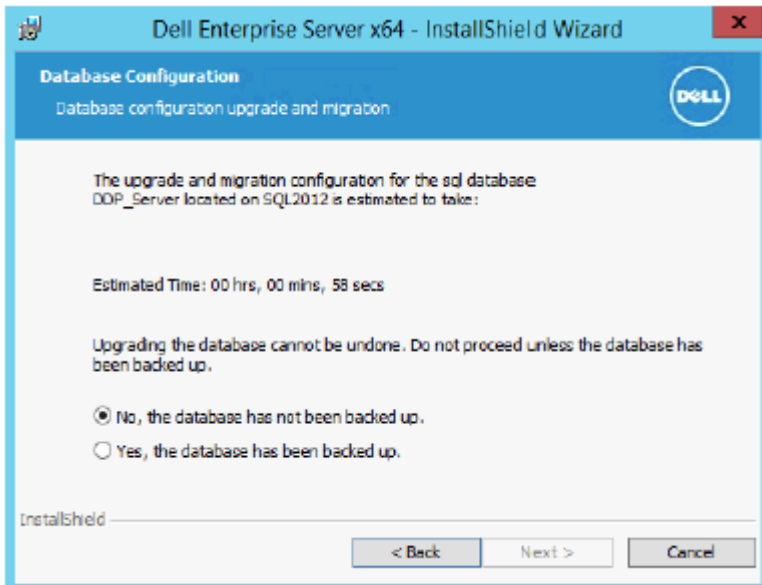 Dell Enterprise Server x64 - InstallShield Wizard
x
Database Configuration
Database configuration upgrade and migration
DELL
The upgrade and migration configuration for the sql database
DDP_Server located on SQL2012 is estimated to take:
Estimated Time: 00 hrs, 00 mins, 58 secs
Upgrading the database cannot be undone. Do not proceed unless the database has
been backed up.
No, the database has not been backed up.
Yes, the database has been backed up.
InstallShield
< Back
Next >
Cancel